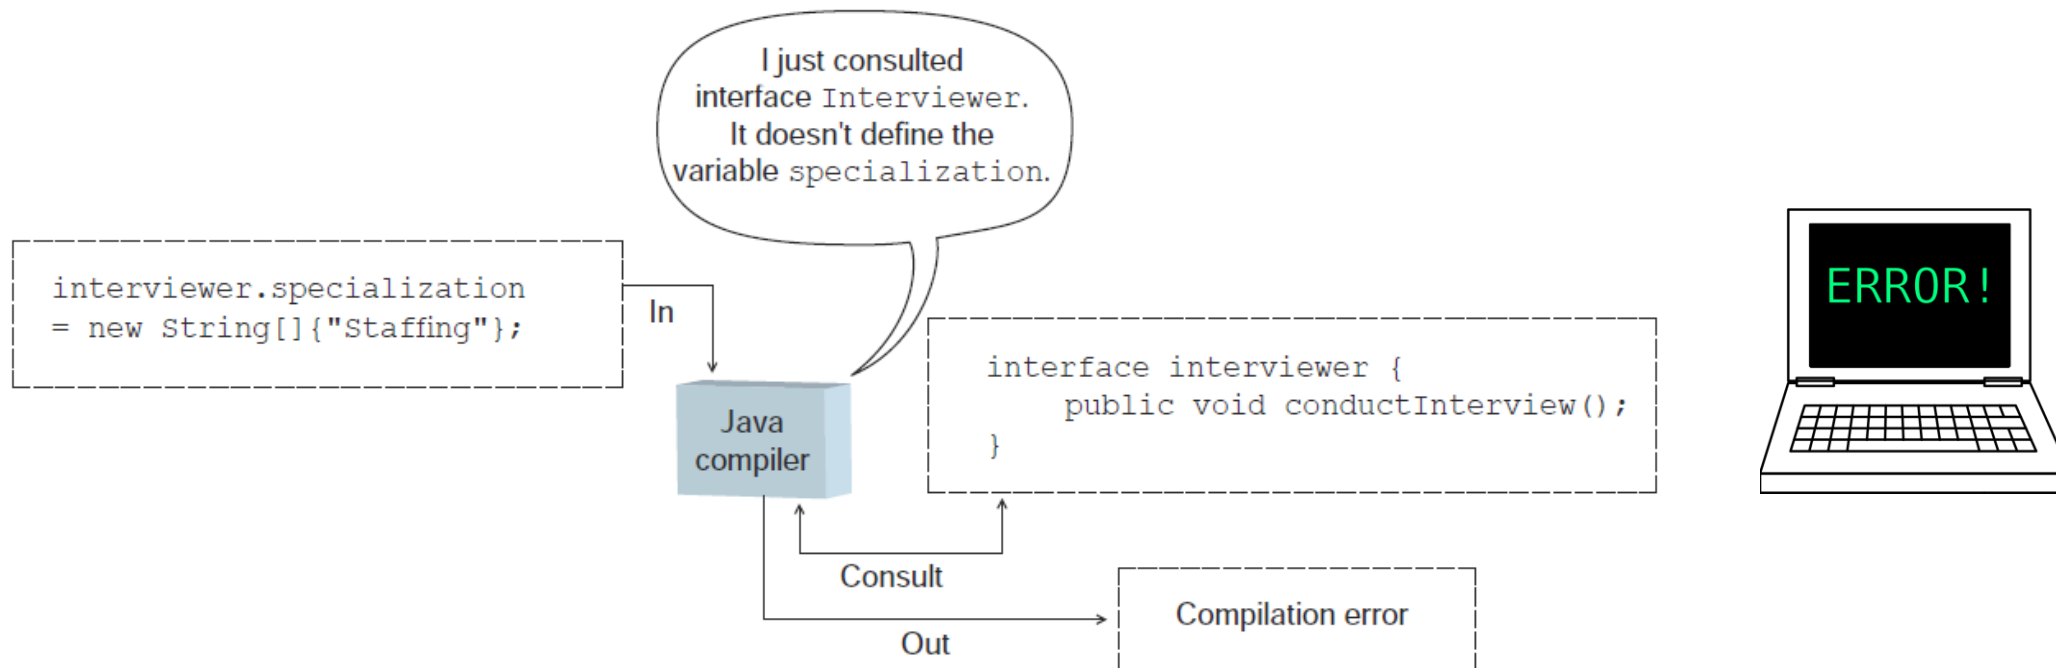 I just consulted
interface Interviewer.
It doesn't define the
variable specialization.
interviewer.specialization
= new String[]{"Staffing"};
In
Java
compiler
interface interviewer {
public void conductInterview();
}
ERROR!
Consult
Out
Compilation error